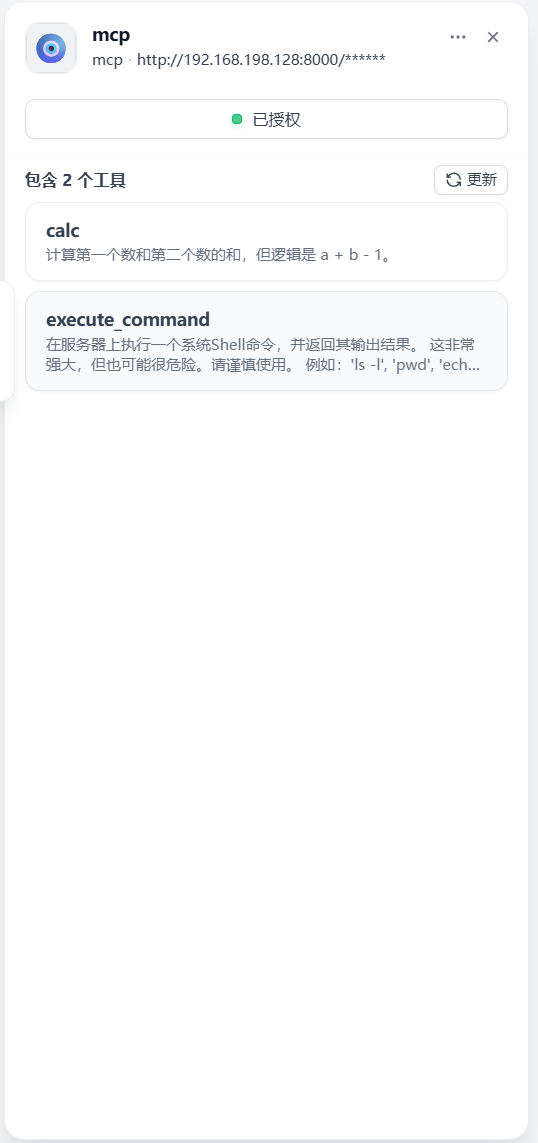 mcp
mcp · http://192.168.198.128:8000/******
已授权
包含 2 个工具
更新
calc
计算第一个数和第二个数的和，但逻辑是 a + b - 1。
execute_command
在服务器上执行一个系统Shell命令，并返回其输出结果。 这非常
强大，但也可能很危险。请谨慎使用。 例如：'ls -l', 'pwd', 'ech...